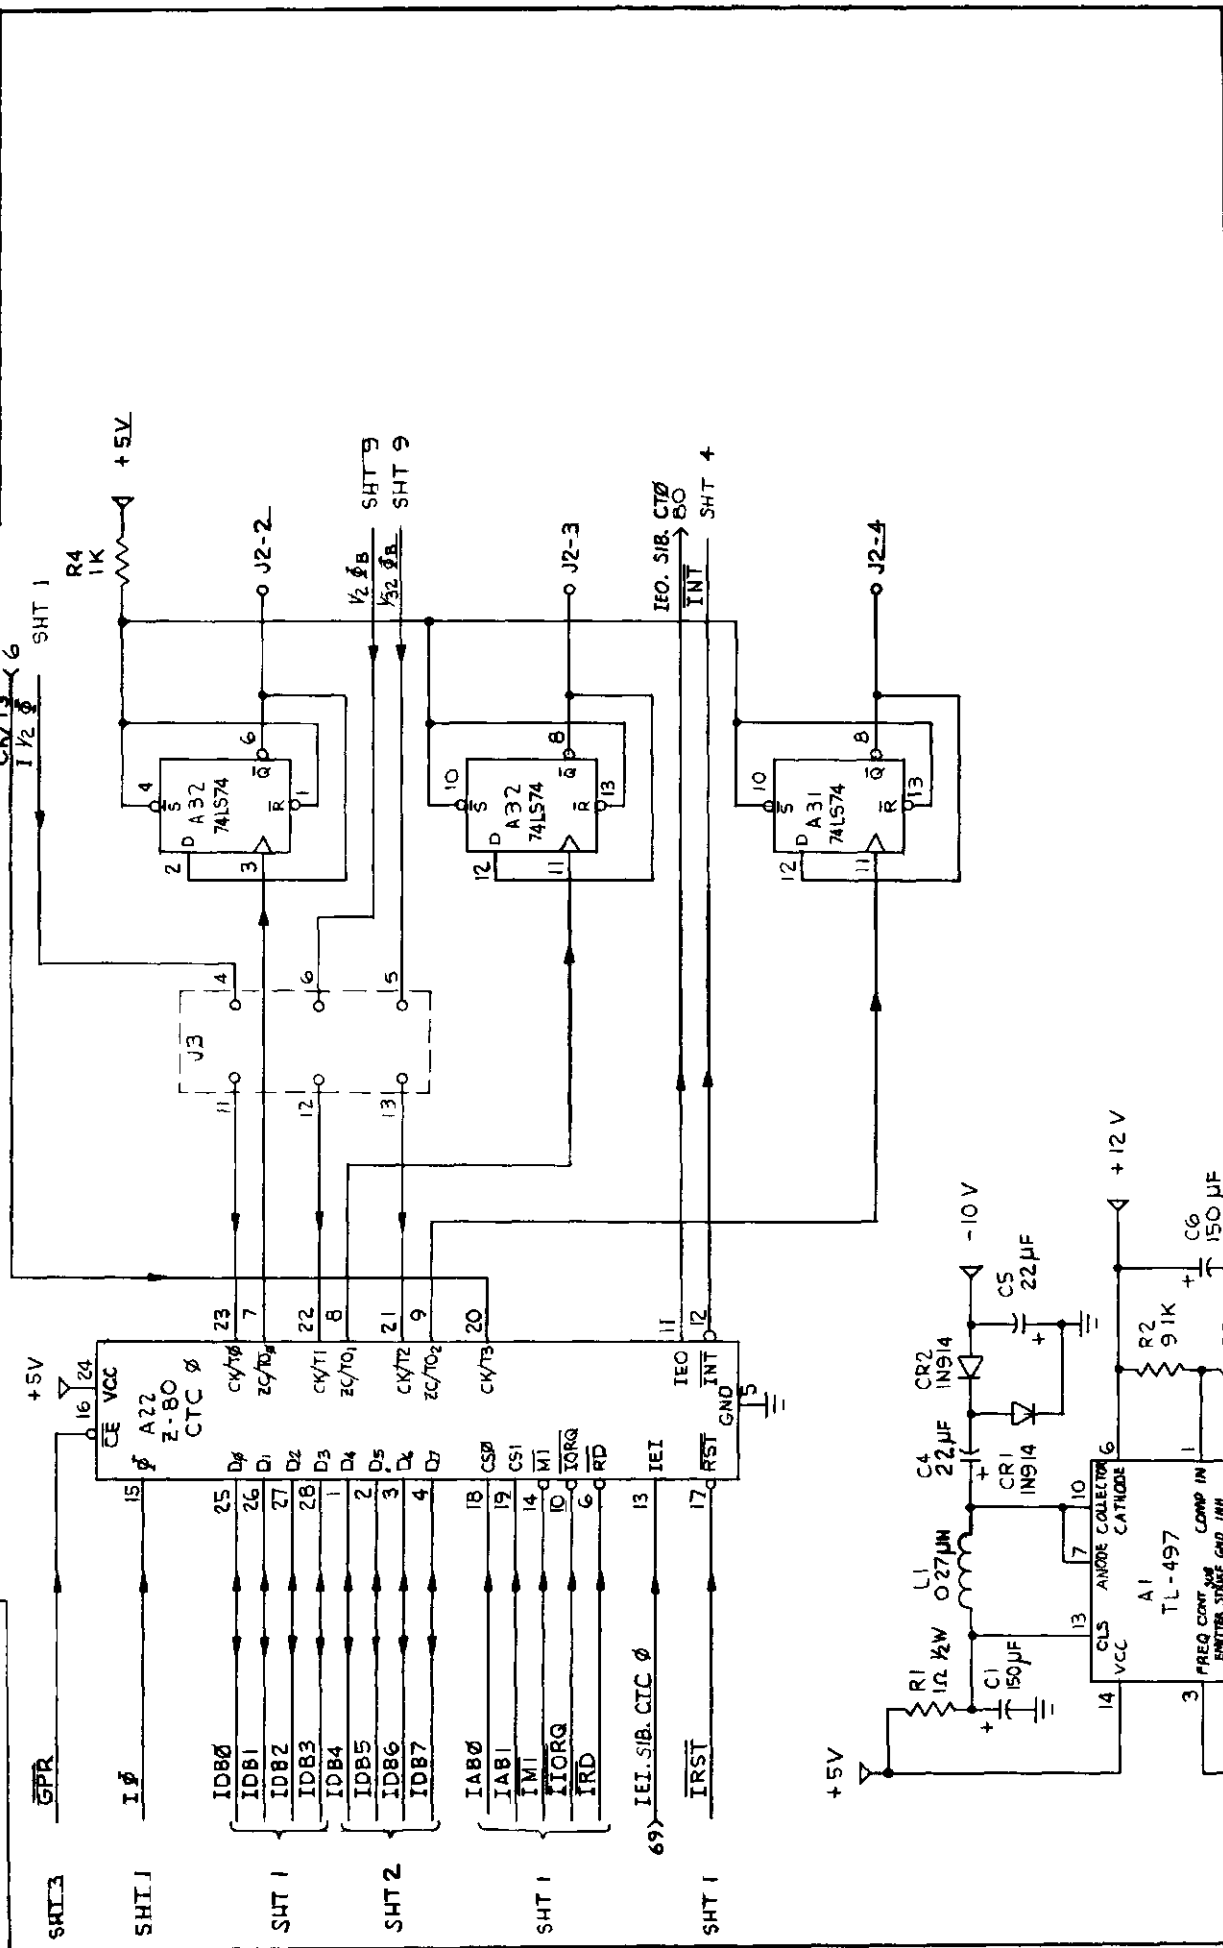 SHT 3
GPR
SHT 1
IΦ
SHT 1
IDBØ
IDB1
IDB2
IDB3
SHT 2
IDB4
IDB5
IDB6
IDB7
SHT 1
IABØ
IAB1
IM1
IIORQ
IRD
69
IEI. SIB. CTC Ø
SHT 1
IRST
+5V
16
24
CE
VCC
15
Φ
A22
Z-80
CTC Ø
25
DØ
26
D1
27
D2
28
D3
1
D4
2
D5
3
D6
4
D7
18
CSØ
19
CS1
14
M1
10
IORQ
6
RD
13
IEI
17
RST
GND
5
CK/TØ
23
ZC/TOØ
7
CK/T1
22
ZC/TO1
8
CK/T2
21
ZC/TO2
9
CK/T3
20
IEO
11
INT
12
J3
11
4
12
6
13
5
CK/T3
6
I 1/2 Φ
SHT 1
R4
1K
+5V
4
S
2
D
A32
74LS74
3
Q
6
R
1
J2-2
1/2 ΦB
SHT 9
1/32 ΦB
SHT 9
10
S
12
D
A32
74LS74
11
Q
8
R
13
J2-3
IEO. SIB. CTØ
80
INT
SHT 4
10
S
12
D
A31
74LS74
11
Q
8
R
13
J2-4
+5V
R1
1Ω 1/2W
C1
150µF
+
L1
0 27µH
C4
22µF
+
CR2
1N914
CR1
1N914
-10V
C5
22µF
+
14
VCC
13
CLS
7
ANODE
10
COLLECTOR
CATHODE
6
A1
TL-497
3
FREQ CONT
COMP IN
1
+12V
R2
9 1K
C6
150 µF
+